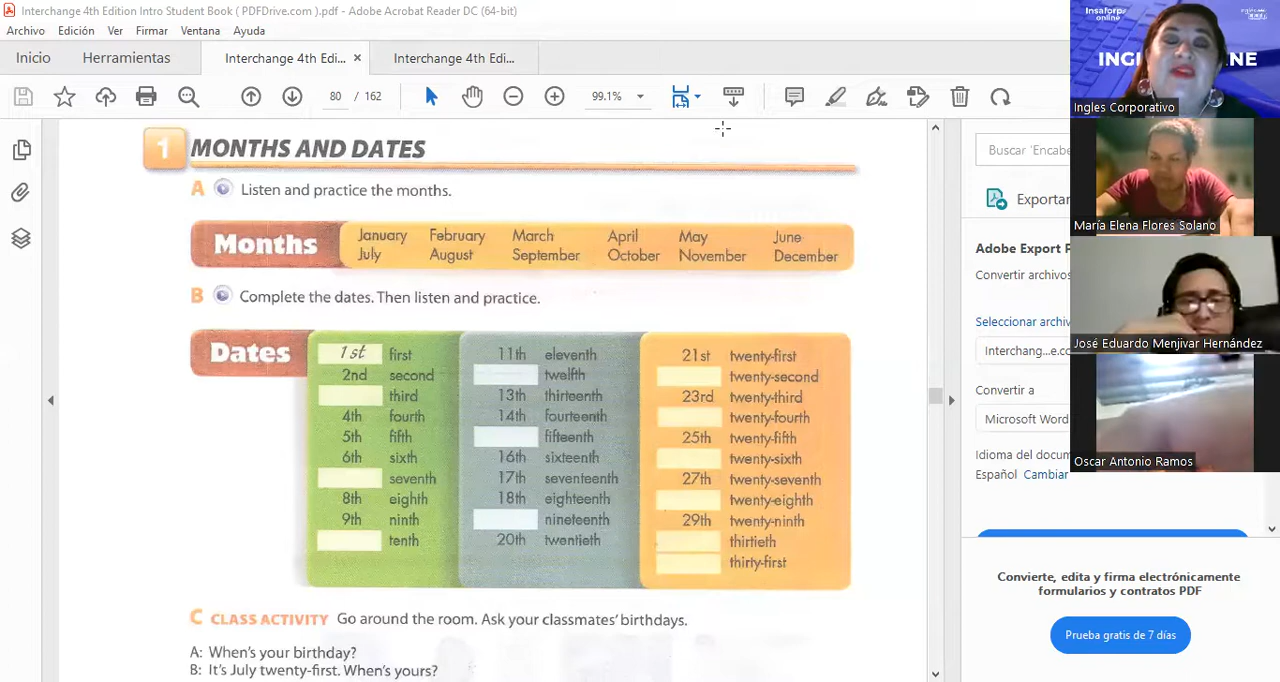 Interchange 4th Edition Intro Student Book ( PDFDrive.com ).pdf - Adobe Acrobat Reader DC (64-bit)
Archivo Edición Ver Firmar Ventana Ayuda
Inicio Herramientas Interchange 4th Edi... × Interchange 4th Edi...
80 / 162 99.1%
1 MONTHS AND DATES
A Listen and practice the months.
Months
January February March April May June
July August September October November December
B Complete the dates. Then listen and practice.
Dates
1st first 11th eleventh 21st twenty-first
2nd second twelfth twenty-second
third 13th thirteenth 23rd twenty-third
4th fourth 14th fourteenth twenty-fourth
5th fifth fifteenth 25th twenty-fifth
6th sixth 16th sixteenth twenty-sixth
seventh 17th seventeenth 27th twenty-seventh
8th eighth 18th eighteenth twenty-eighth
9th ninth nineteenth 29th twenty-ninth
tenth 20th twentieth thirtieth
thirty-first
C CLASS ACTIVITY Go around the room. Ask your classmates' birthdays.
A: When's your birthday?
B: It's July twenty-first. When's yours?
Buscar 'Encabe
Exportar
Adobe Export P
Convertir archivos
Seleccionar archiv
Interchang...e.co
Convertir a
Microsoft Word
Idioma del docum
Español Cambiar
Convierte, edita y firma electrónicamente
formularios y contratos PDF
Prueba gratis de 7 días
Insaforp
online
INGL NE
Ingles Corporativo
María Elena Flores Solano
José Eduardo Menjivar Hernández
Oscar Antonio Ramos